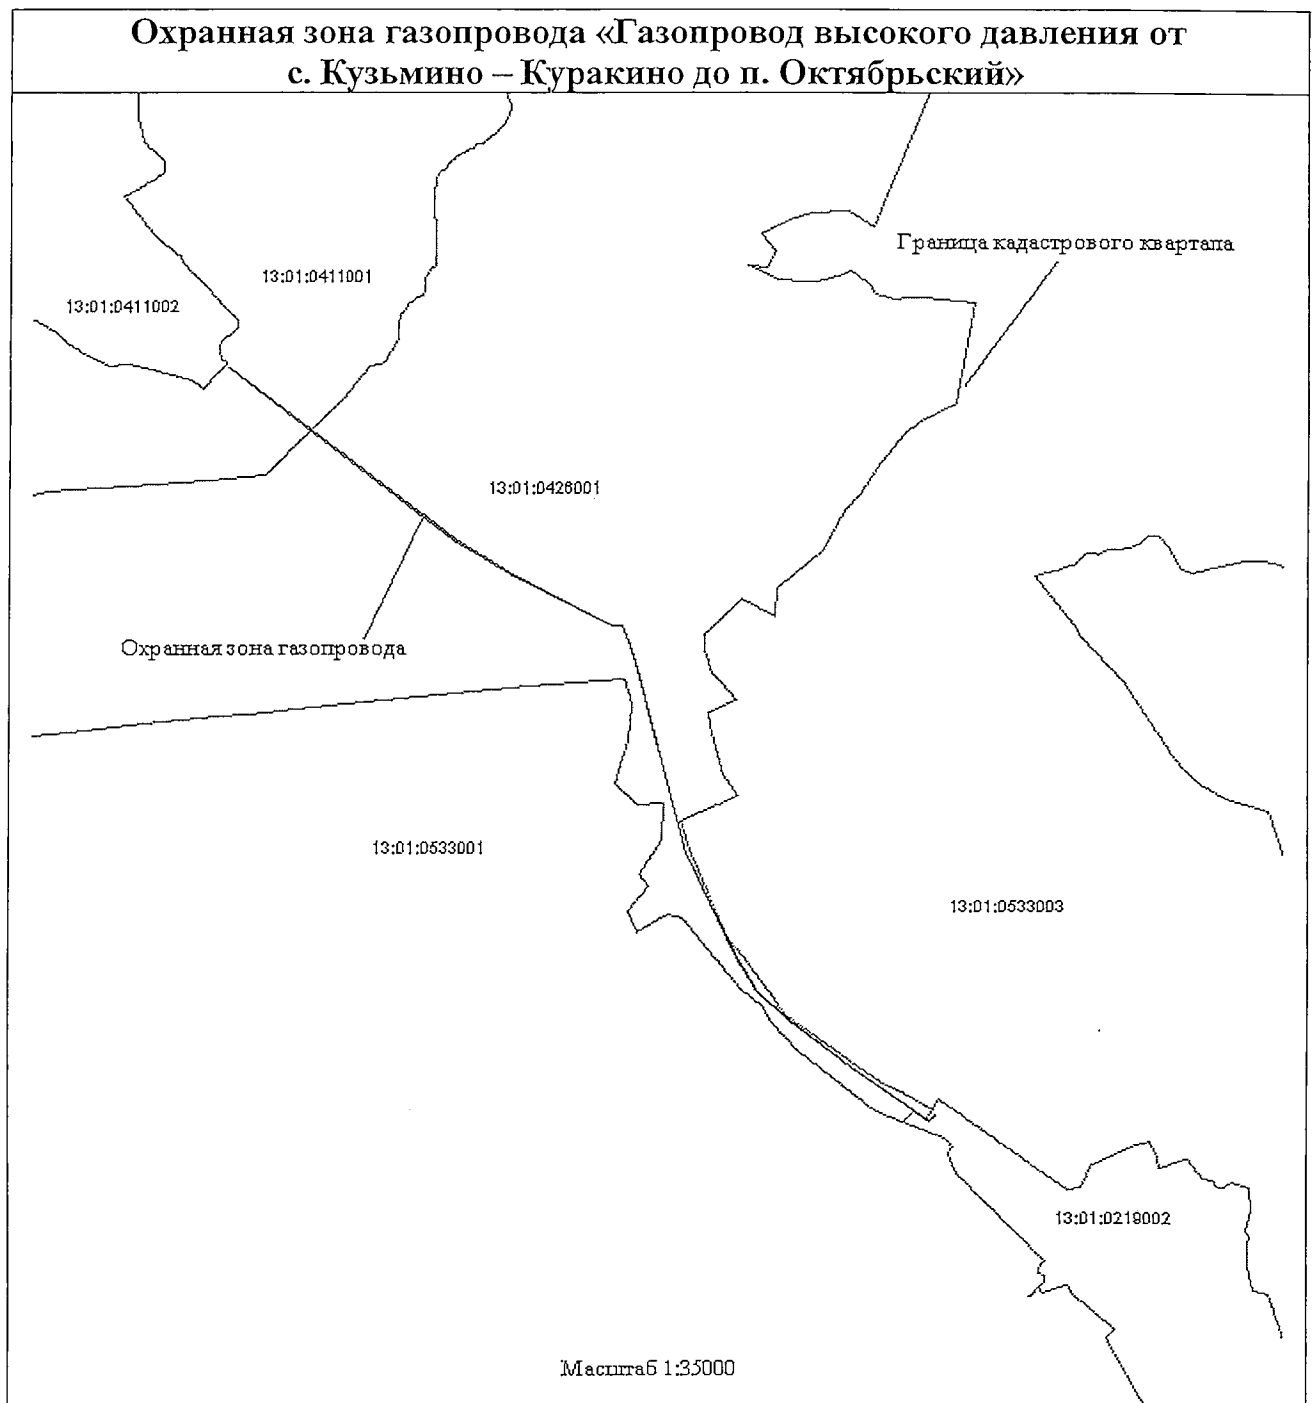 Охранная зона газопровода «Газопровод высокого давления от
с. Кузьмино – Куракино до п. Октябрьский»
Граница кадастрового квартала
13:01:0411001
13:01:0411002
13:01:0426001
Охранная зона газопровода
13:01:0533001
13:01:0533003
13:01:0219002
Масштаб 1:35000